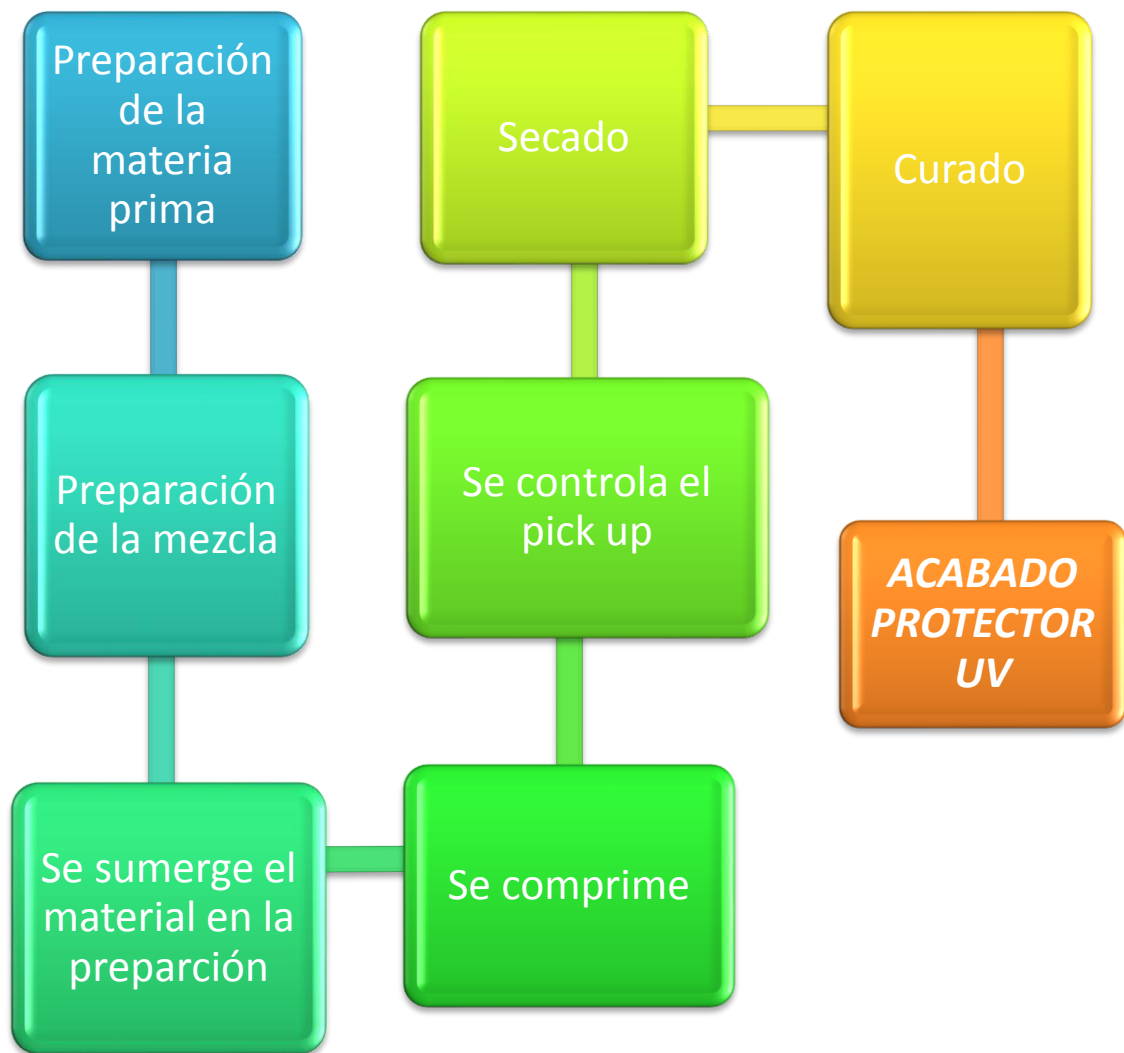 Preparación
de la
materia
prima
Preparación
de la mezcla
Se sumerge el
material en la
preparción
Se comprime
Se controla el
pick up
Secado
Curado
ACABADO
PROTECTOR
UV